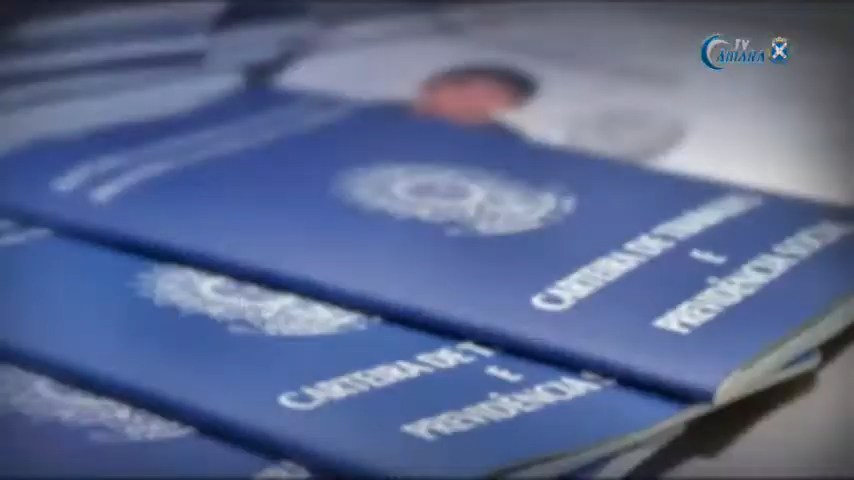 TV
CÂMARA
CARTEIRA DE TRABALHO
E
PREVIDÊNCIA SOCIAL
CARTEIRA DE T
E
PREVIDÊNCIA